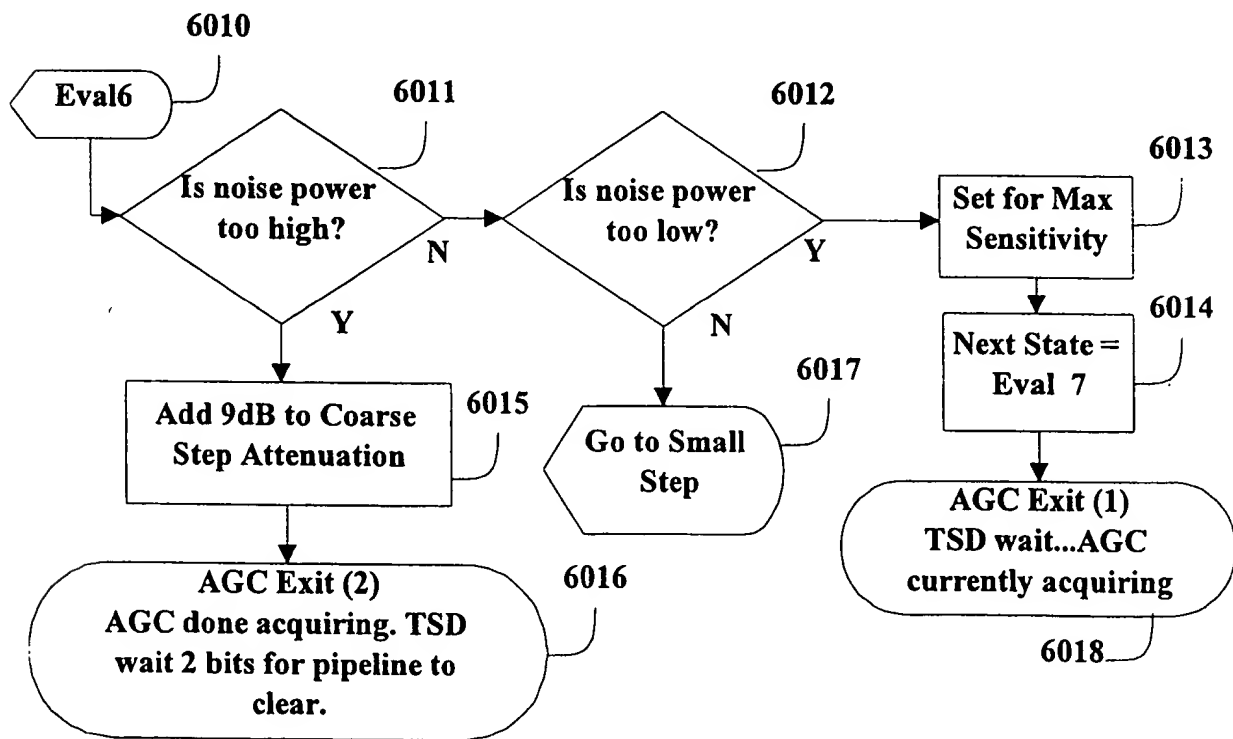 6010
Eval6
6011
Is noise power
too high?
N
Y
6012
Is noise power
too low?
Y
N
6013
Set for Max
Sensitivity
6014
Next State =
Eval 7
6015
Add 9dB to Coarse
Step Attenuation
6017
Go to Small
Step
AGC Exit (1)
TSD wait...AGC
currently acquiring
6018
6016
AGC Exit (2)
AGC done acquiring. TSD
wait 2 bits for pipeline to
clear.